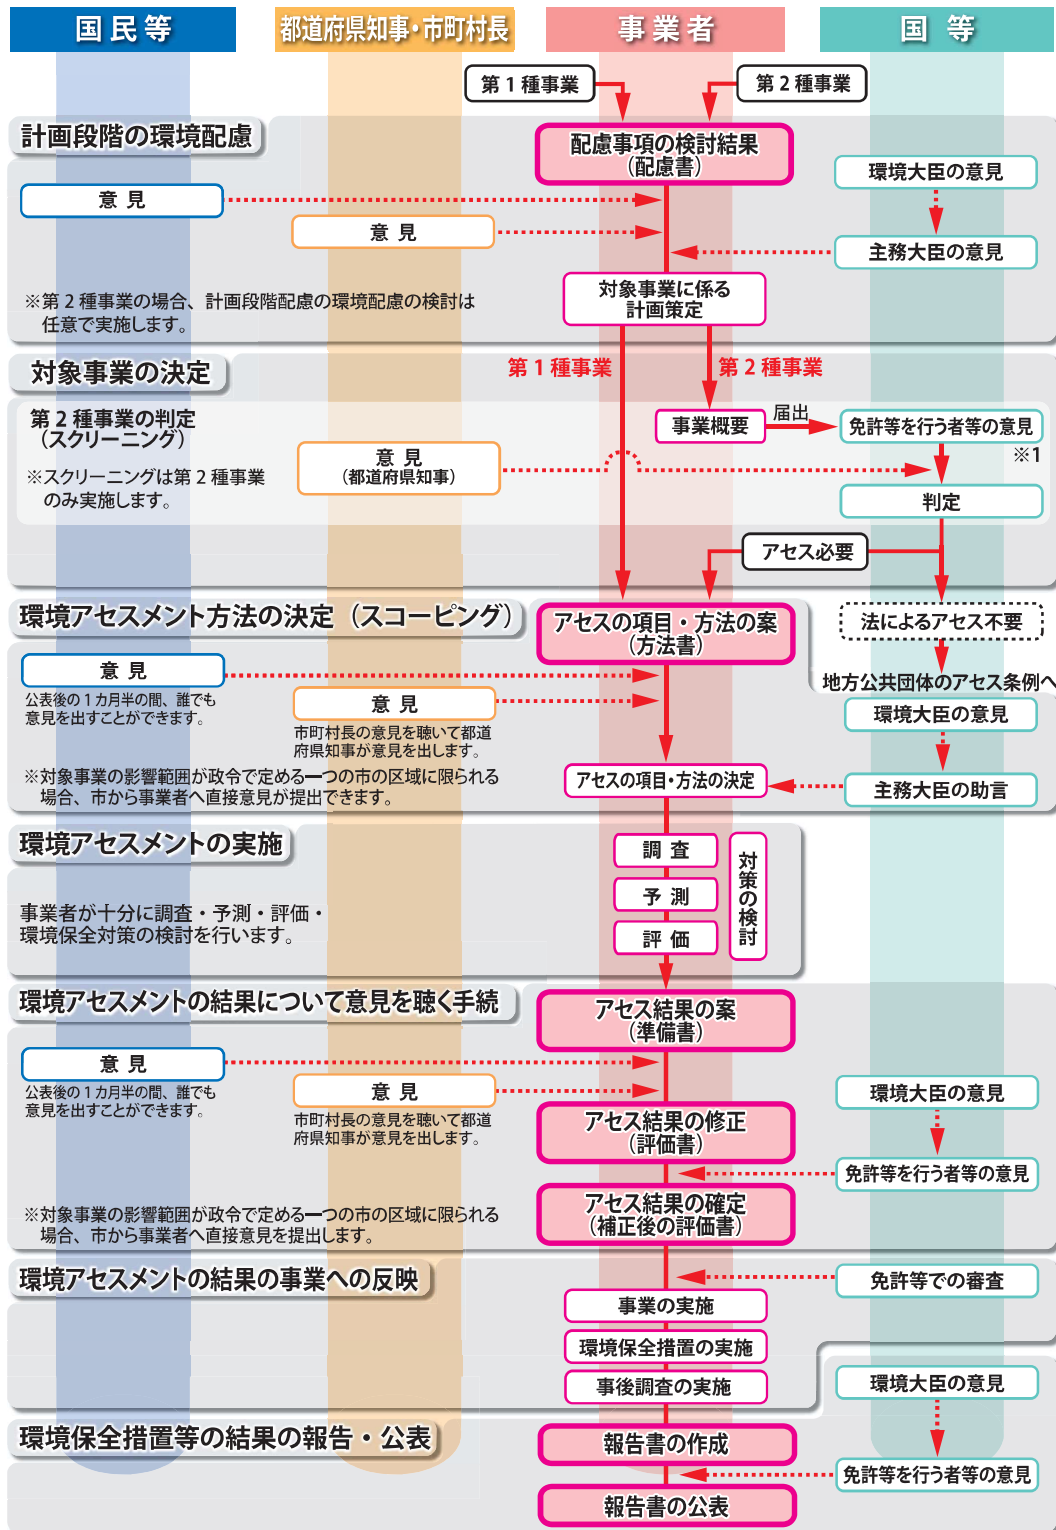 国民等
都道府県知事・市町村長
事業者
国 等
第1種事業
第2種事業
計画段階の環境配慮
配慮事項の検討結果
（配慮書）
環境大臣の意見
意 見
意 見
主務大臣の意見
対象事業に係る
計画策定
※第2種事業の場合、計画段階配慮の環境配慮の検討は
任意で実施します。
第1種事業
第2種事業
対象事業の決定
第2種事業の判定
（スクリーニング）
事業概要
届出
免許等を行う者等の意見
※1
意 見
（都道府県知事）
※スクリーニングは第2種事業
のみ実施します。
判定
アセス必要
環境アセスメント方法の決定（スコーピング）
アセスの項目・方法の案
（方法書）
法によるアセス不要
地方公共団体のアセス条例へ
意 見
公表後の1カ月半の間、誰でも
意見を出すことができます。
意 見
市町村長の意見を聴いて都道
府県知事が意見を出します。
環境大臣の意見
※対象事業の影響範囲が政令で定める一つの市の区域に限られる
場合、市から事業者へ直接意見が提出できます。
アセスの項目・方法の決定
主務大臣の助言
環境アセスメントの実施
調 査
予 測
評 価
対策の検討
事業者が十分に調査・予測・評価・
環境保全対策の検討を行います。
環境アセスメントの結果について意見を聴く手続
アセス結果の案
（準備書）
意 見
公表後の1カ月半の間、誰でも
意見を出すことができます。
意 見
市町村長の意見を聴いて都道
府県知事が意見を出します。
環境大臣の意見
アセス結果の修正
（評価書）
免許等を行う者等の意見
アセス結果の確定
（補正後の評価書）
※対象事業の影響範囲が政令で定める一つの市の区域に限られる
場合、市から事業者へ直接意見を提出します。
環境アセスメントの結果の事業への反映
免許等での審査
事業の実施
環境保全措置の実施
事後調査の実施
環境大臣の意見
環境保全措置等の結果の報告・公表
報告書の作成
免許等を行う者等の意見
報告書の公表